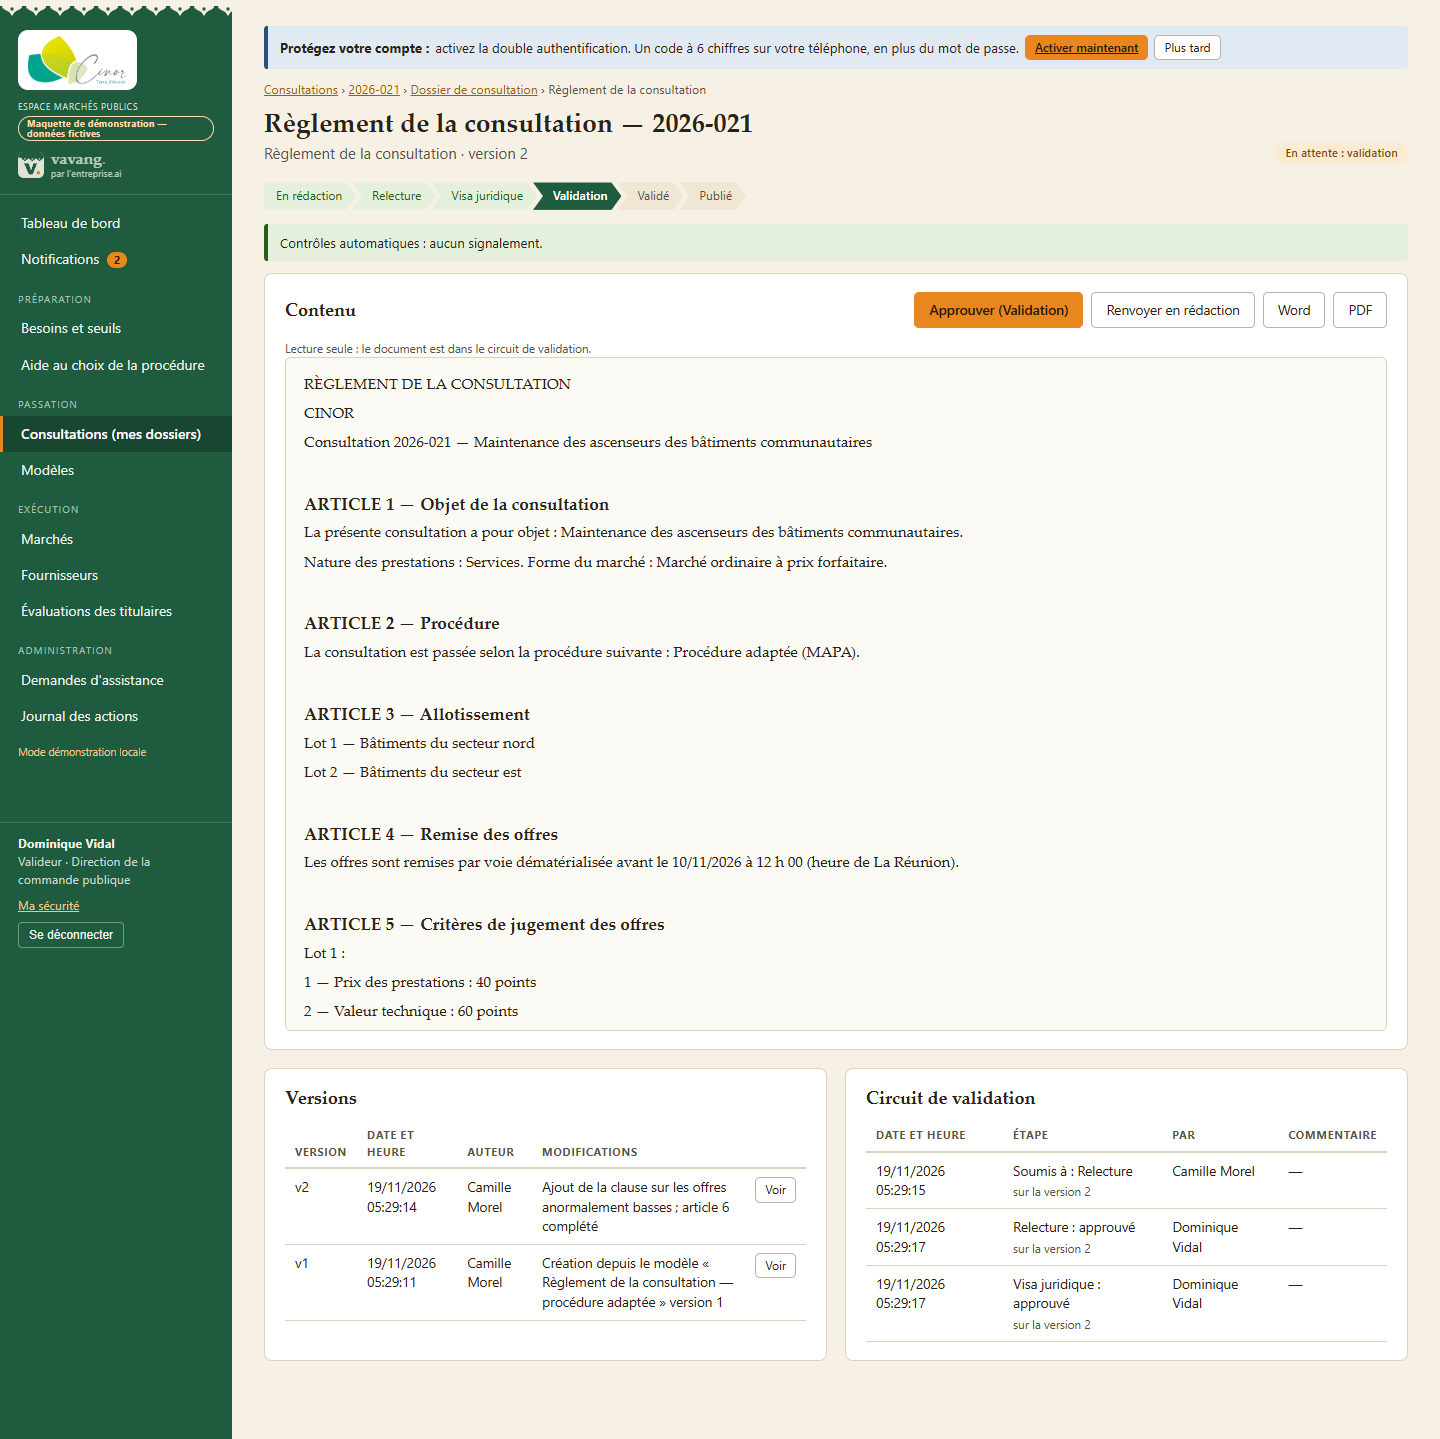 Cinor
Terre d'Avenir
ESPACE MARCHÉS PUBLICS
Maquette de démonstration —
données fictives
v.
vavang.
par l'entreprise.ai
Tableau de bord
Notifications 2
PRÉPARATION
Besoins et seuils
Aide au choix de la procédure
PASSATION
Consultations (mes dossiers)
Modèles
EXÉCUTION
Marchés
Fournisseurs
Évaluations des titulaires
ADMINISTRATION
Demandes d'assistance
Journal des actions
Mode démonstration locale
Dominique Vidal
Valideur · Direction de la
commande publique
Ma sécurité
Se déconnecter
Protégez votre compte : activez la double authentification. Un code à 6 chiffres sur votre téléphone, en plus du mot de passe. Activer maintenant Plus tard
Consultations › 2026-021 › Dossier de consultation › Règlement de la consultation
Règlement de la consultation — 2026-021
Règlement de la consultation · version 2
En attente : validation
En rédaction Relecture Visa juridique Validation Validé Publié
Contrôles automatiques : aucun signalement.
Contenu
Approuver (Validation) Renvoyer en rédaction Word PDF
Lecture seule : le document est dans le circuit de validation.
RÈGLEMENT DE LA CONSULTATION
CINOR
Consultation 2026-021 — Maintenance des ascenseurs des bâtiments communautaires
ARTICLE 1 — Objet de la consultation
La présente consultation a pour objet : Maintenance des ascenseurs des bâtiments communautaires.
Nature des prestations : Services. Forme du marché : Marché ordinaire à prix forfaitaire.
ARTICLE 2 — Procédure
La consultation est passée selon la procédure suivante : Procédure adaptée (MAPA).
ARTICLE 3 — Allotissement
Lot 1 — Bâtiments du secteur nord
Lot 2 — Bâtiments du secteur est
ARTICLE 4 — Remise des offres
Les offres sont remises par voie dématérialisée avant le 10/11/2026 à 12 h 00 (heure de La Réunion).
ARTICLE 5 — Critères de jugement des offres
Lot 1 :
1 — Prix des prestations : 40 points
2 — Valeur technique : 60 points
Versions
VERSION DATE ET HEURE AUTEUR MODIFICATIONS
v2 19/11/2026 05:29:14 Camille Morel Ajout de la clause sur les offres anormalement basses ; article 6 complété Voir
v1 19/11/2026 05:29:11 Camille Morel Création depuis le modèle « Règlement de la consultation — procédure adaptée » version 1 Voir
Circuit de validation
DATE ET HEURE ÉTAPE PAR COMMENTAIRE
19/11/2026 05:29:15 Soumis à : Relecture sur la version 2 Camille Morel —
19/11/2026 05:29:17 Relecture : approuvé sur la version 2 Dominique Vidal —
19/11/2026 05:29:17 Visa juridique : approuvé sur la version 2 Dominique Vidal —